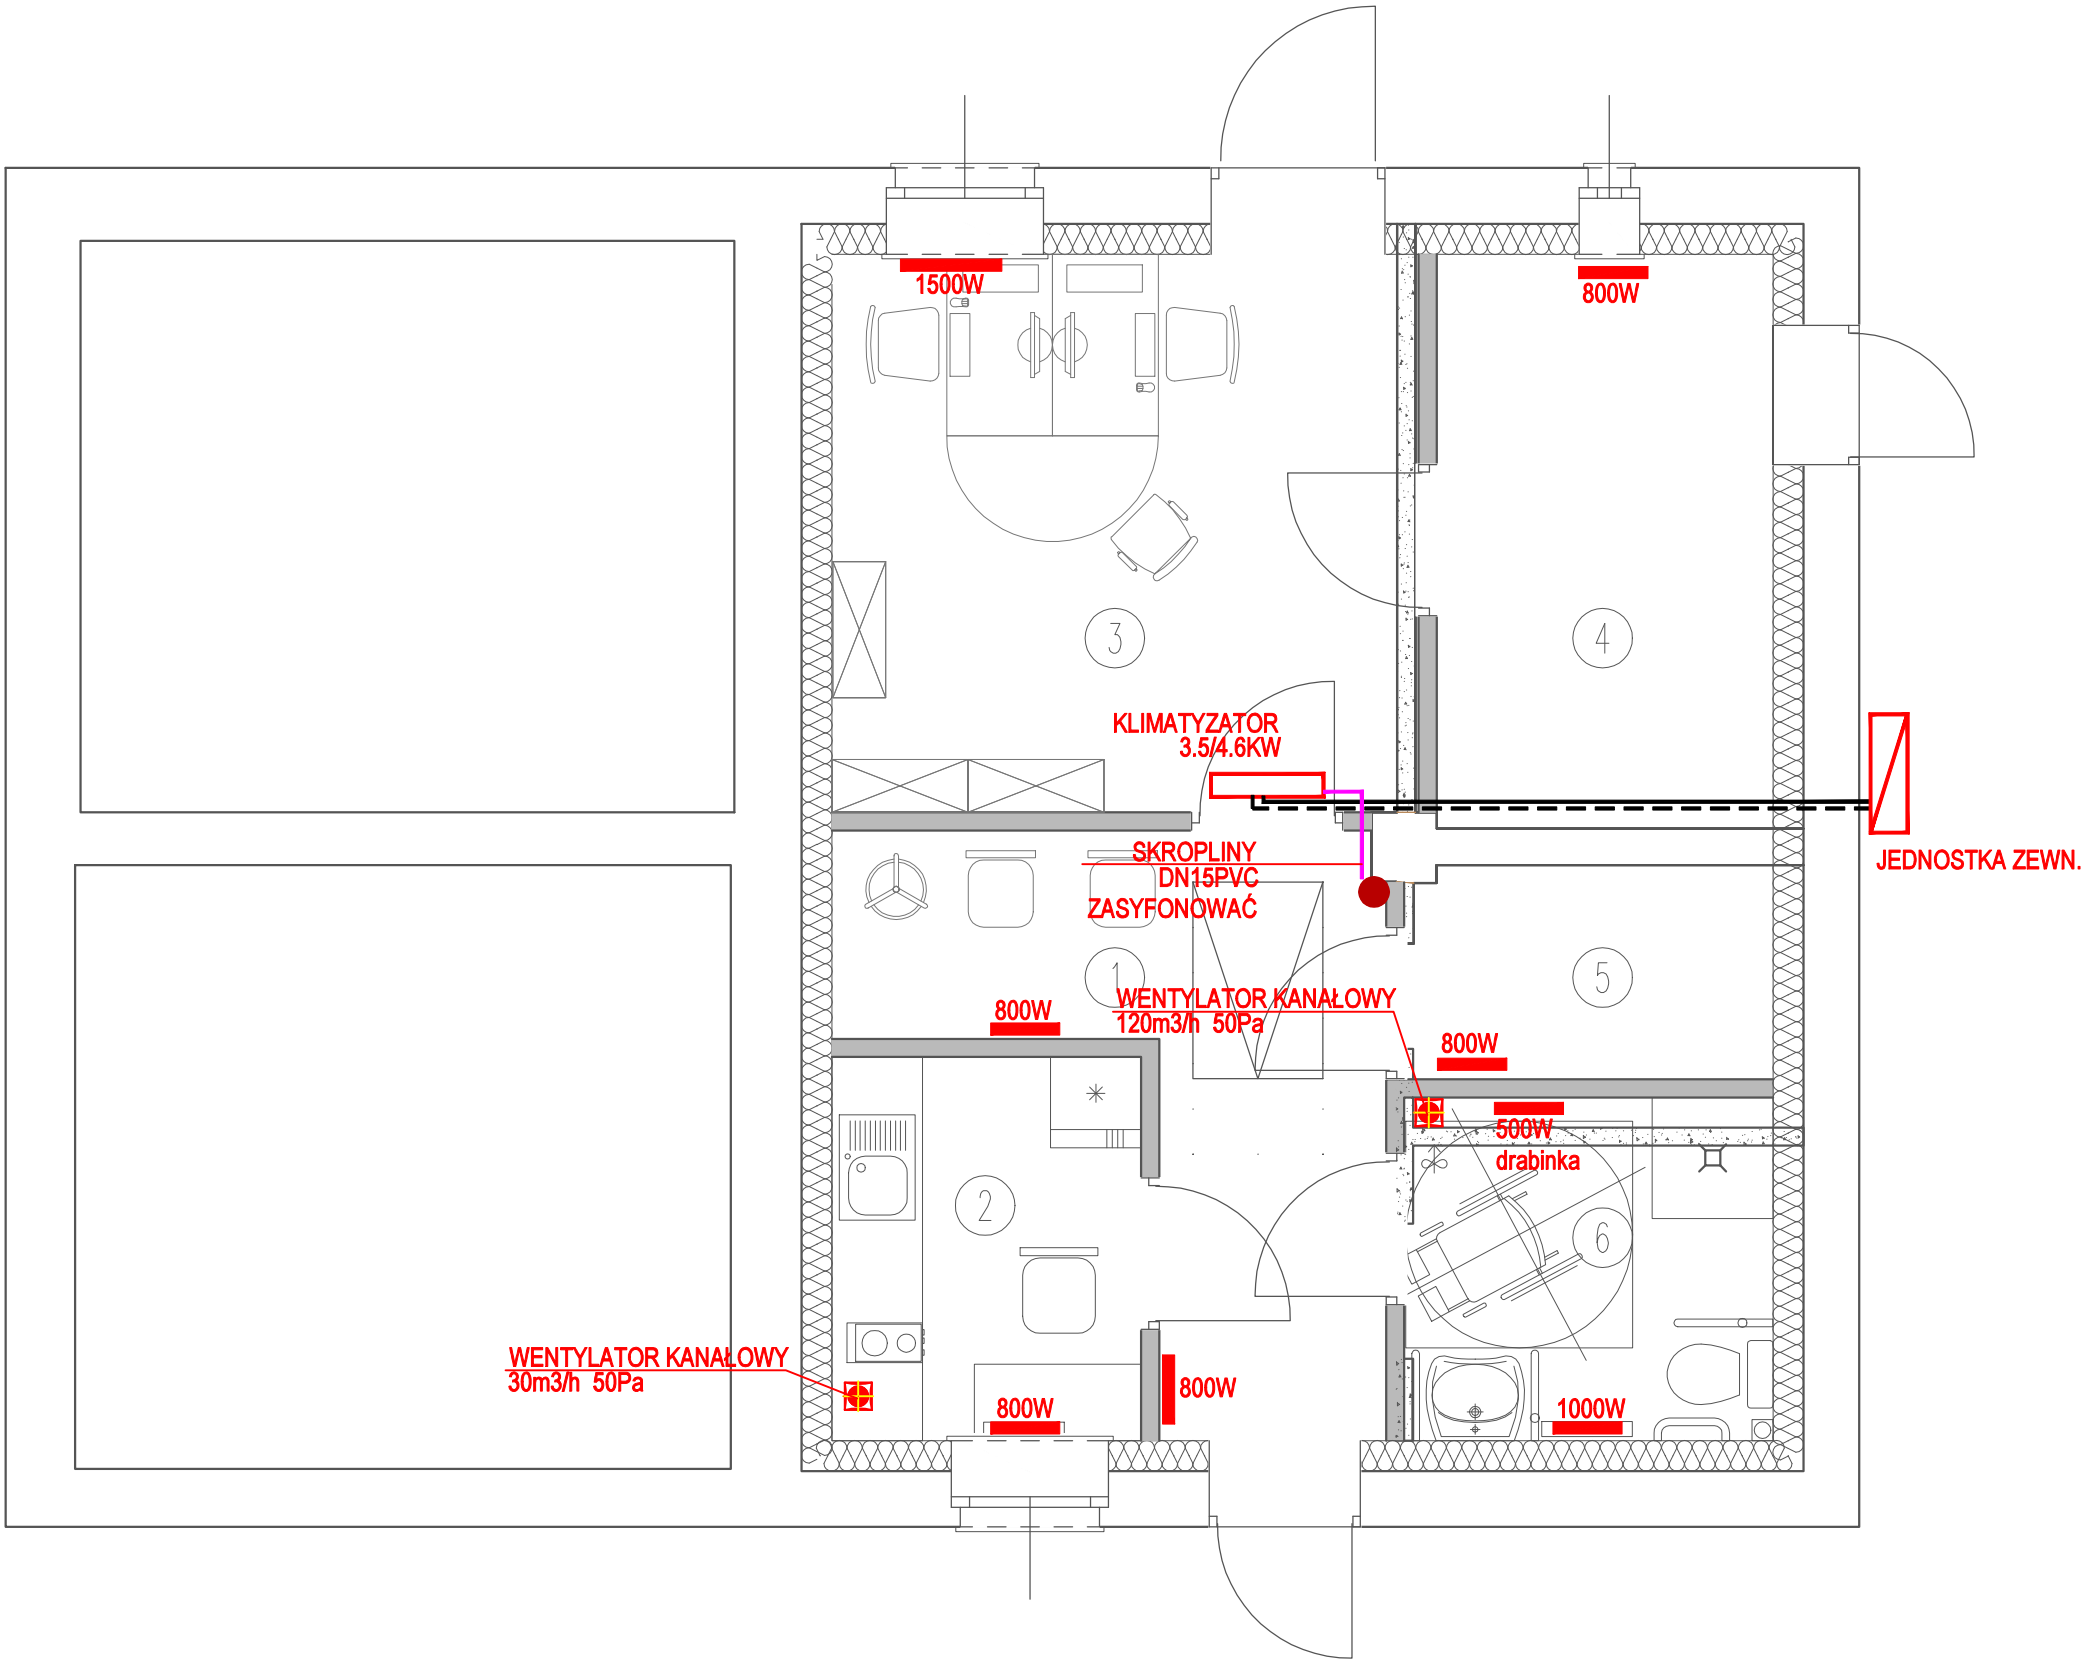 1500W
800W
3
4
KLIMATYZATOR
3.5/4.6KW
SKROPLINY
DN15PVC
ZASYFONOWAĆ
JEDNOSTKA ZEWN.
1
5
WENTYLATOR KANAŁOWY
120m3/h 50Pa
800W
800W
500W
drabinka
2
6
WENTYLATOR KANAŁOWY
30m3/h 50Pa
800W
800W
1000W